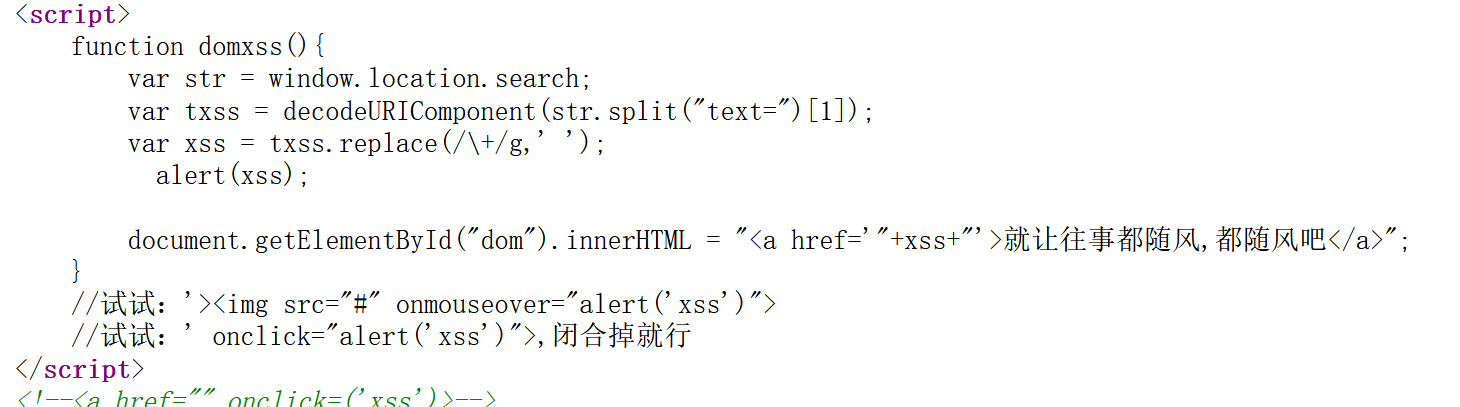 <script>
function domxss(){
var str = window.location.search;
var txss = decodeURIComponent(str.split("text=")[1]);
var xss = txss.replace(/\+/g,' ');
alert(xss);
document.getElementById("dom").innerHTML = "<a href='"+xss+"'>就让往事都随风,都随风吧</a>";
}
//试试：'><img src="#" onmouseover="alert('xss')">
//试试：' onclick="alert('xss')">,闭合掉就行
</script>
<!--<a href="" onclick=('xss')>-->